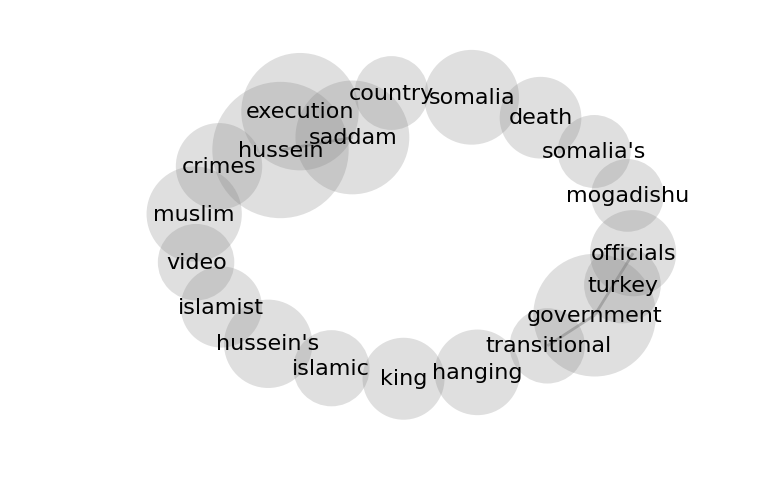 country
somalia
execution
death
saddam
hussein
somalia's
crimes
mogadishu
muslim
officials
video
turkey
islamist
government
hussein's
transitional
islamic
hanging
king